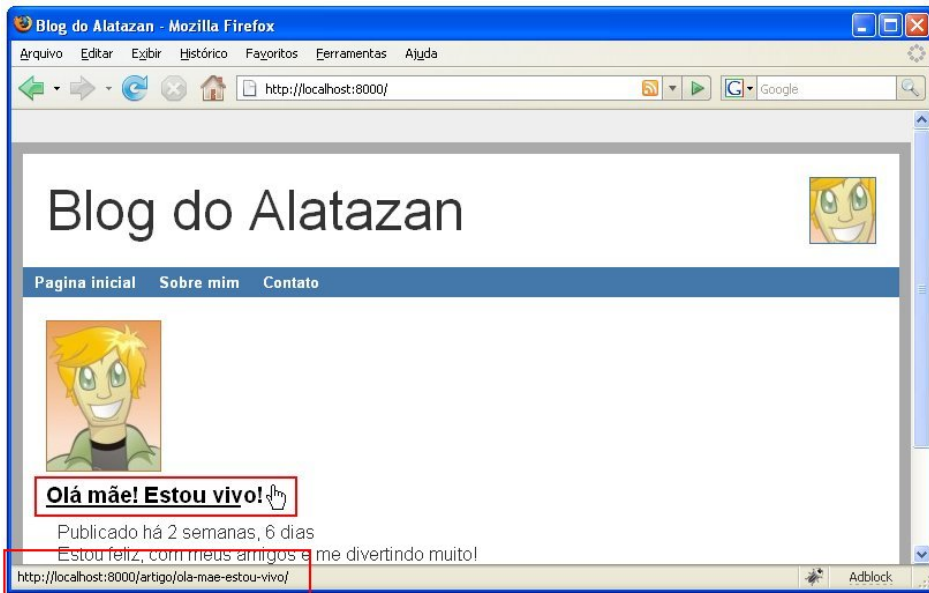 Blog do Alatazan - Mozilla Firefox
Arquivo Editar Exibir Histórico Favoritos Ferramentas Ajuda
http://localhost:8000/ G Google
Blog do Alatazan
Pagina inicial Sobre mim Contato
Olá mãe! Estou vivo!
Publicado há 2 semanas, 6 dias
Estou feliz, com meus amigos e me divertindo muito!
http://localhost:8000/artigo/ola-mae-estou-vivo/ Adblock